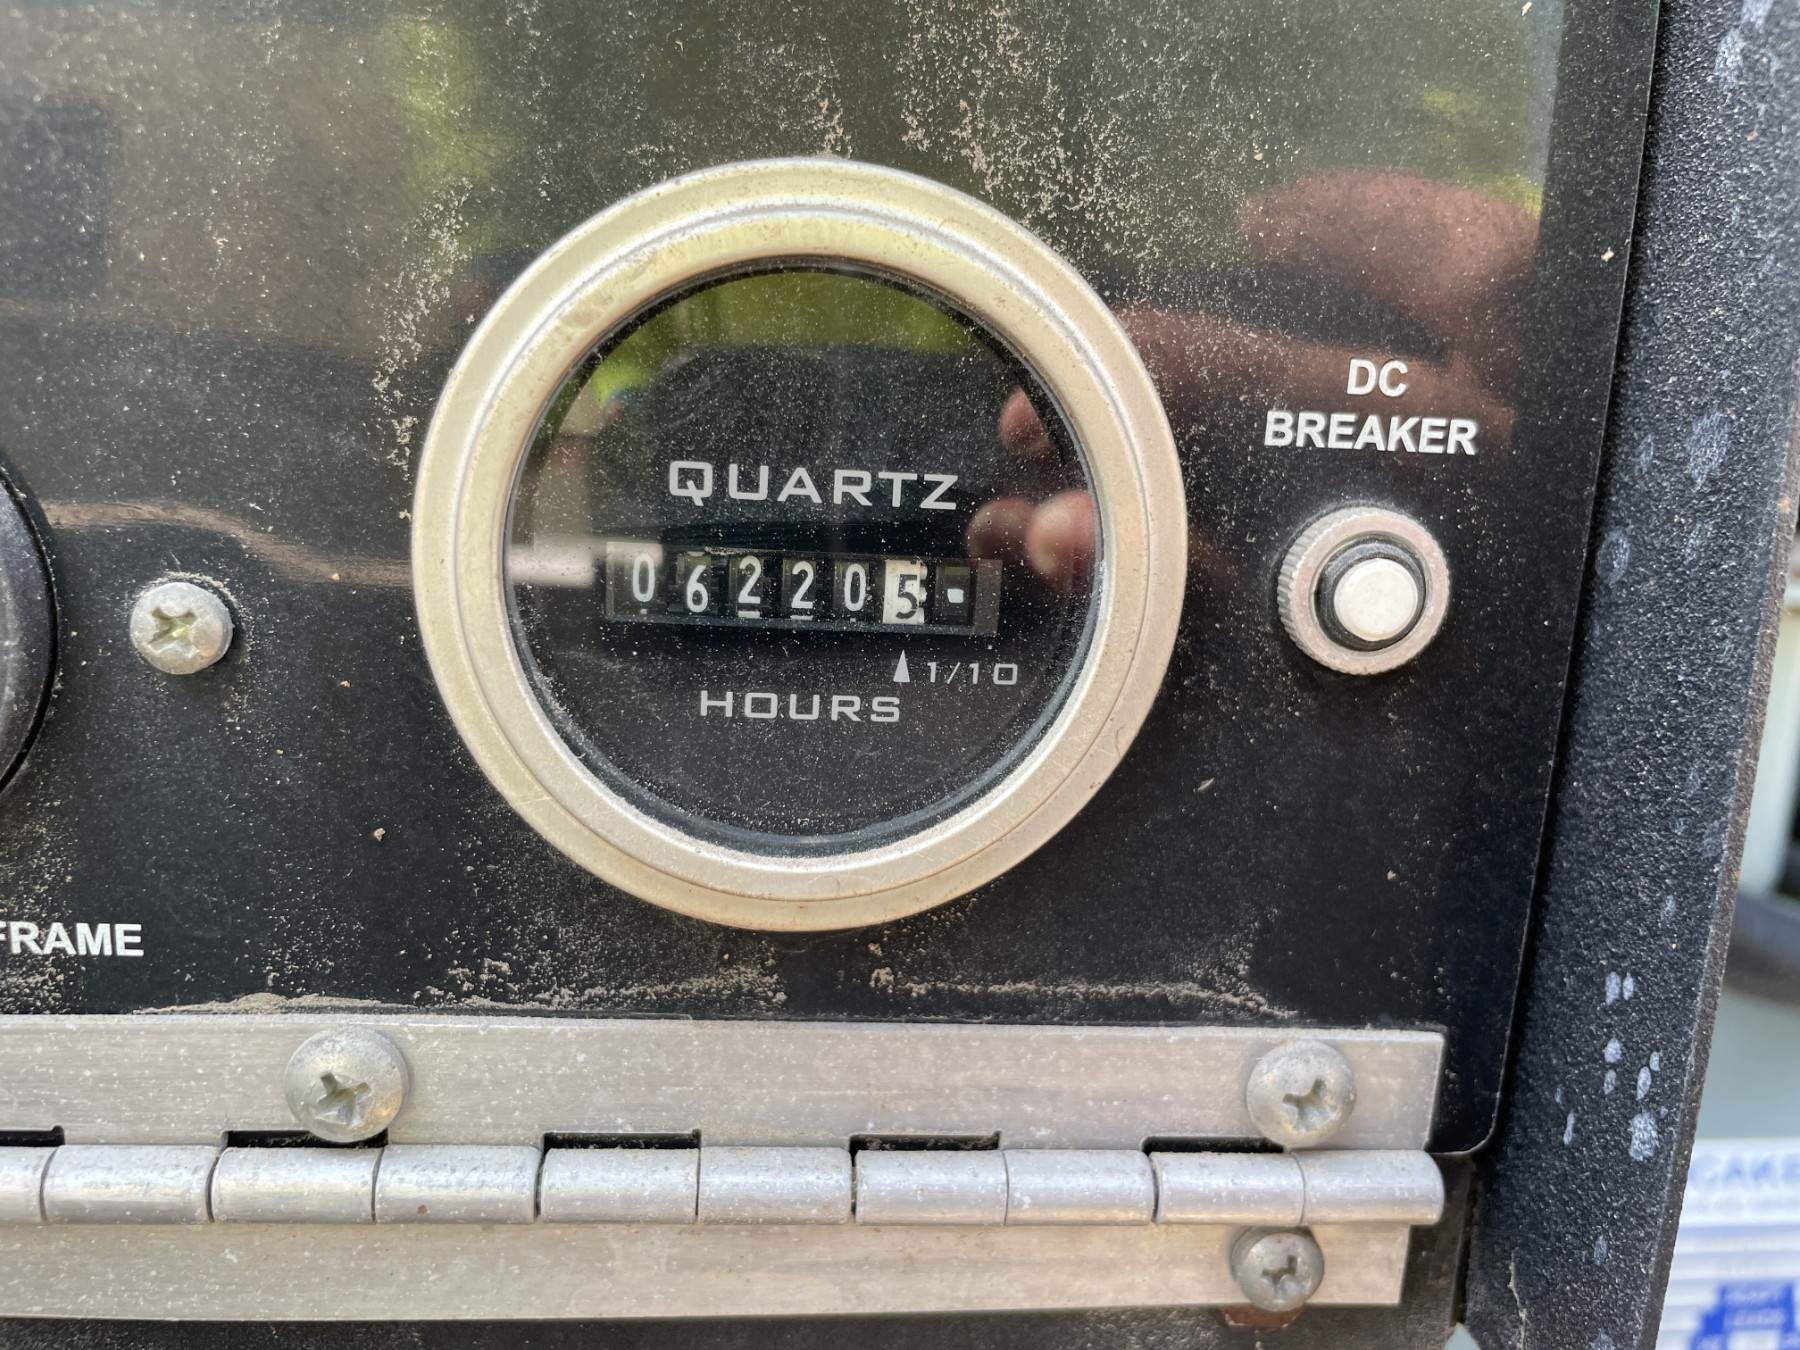 QUARTZ
062205
1/10
HOURS
DC
BREAKER
FRAME